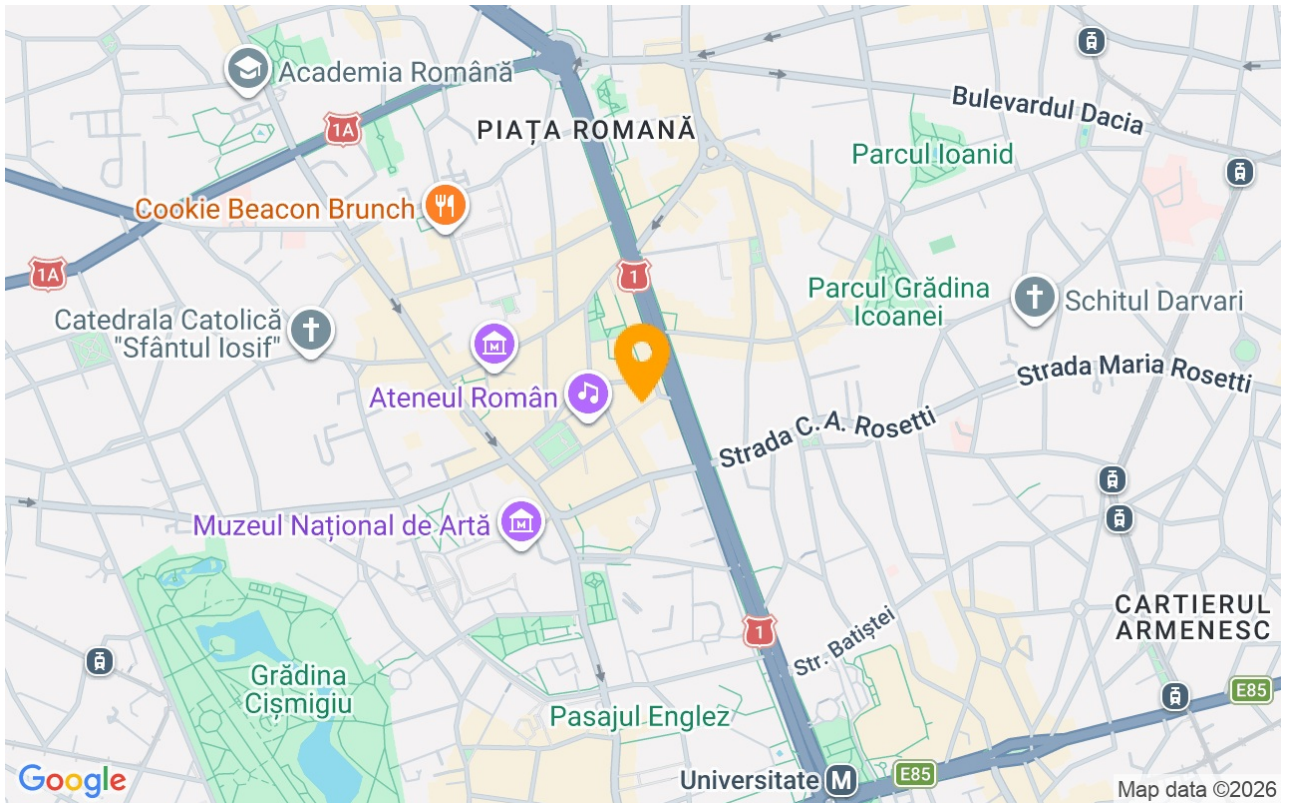 Academia Română
1A
PIAȚA ROMANĂ
Bulevardul Dacia
Parcul Ioanid
Cookie Beacon Brunch
1A
1
Parcul Grădina
Icoanei
Schitul Darvari
Catedrala Catolică
"Sfântul Iosif"
M
Ateneul Român
Strada Maria Rosetti
Strada C. A. Rosetti
Muzeul Național de Artă
M
CARTIERUL
ARMENESC
1
Str. Batiștei
Grădina
Cișmigiu
Pasajul Englez
E85
Universitate M
E85
Google
Map data ©2026